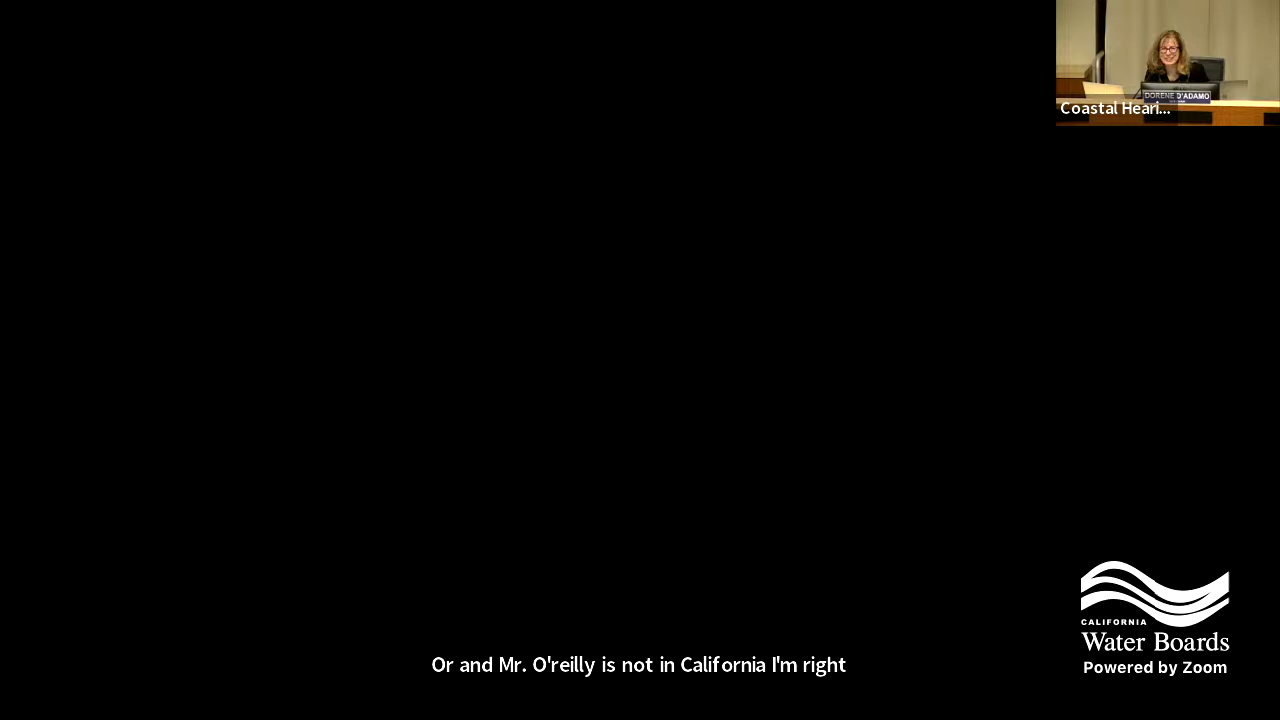 DORENE D'ADAMO
Coastal Heari...
CALIFORNIA
Water Boards
Powered by Zoom
Or and Mr. O'reilly is not in California I'm right